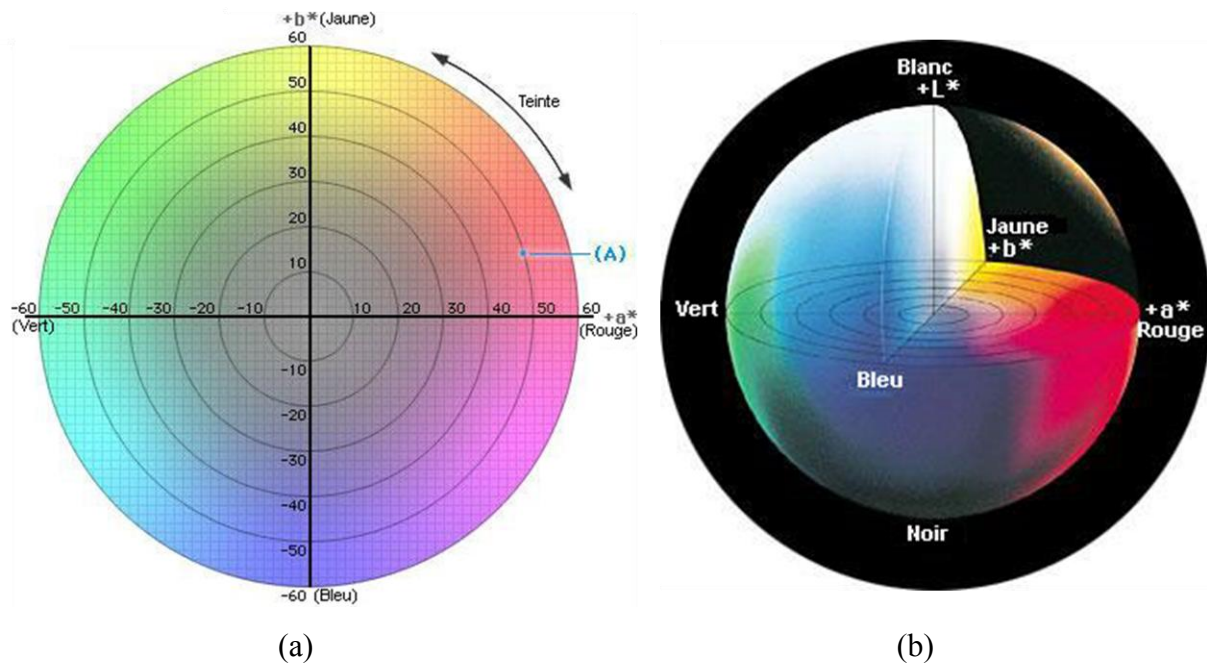 +b* (Jaune)
60
50
40
30
20
10
Teinte
(A)
-60 -50 -40 -30 -20 -10 10 20 30 40 50 60
(Vert)
+a*
(Rouge)
-10
-20
-30
-40
-50
-60 (Bleu)
(a)
Blanc
+L*
Jaune
+b*
Vert
+a*
Rouge
Bleu
Noir
(b)